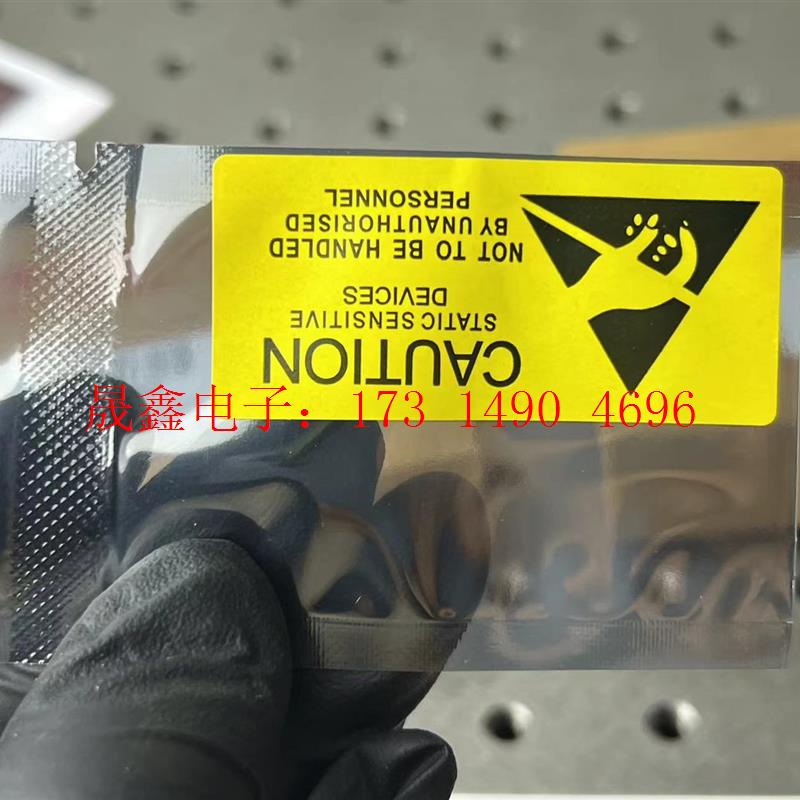 CAUTION
STATIC SENSITIVE
DEVICES
NOT TO BE HANDLED
BY UNAUTHORISED
PERSONNEL
晟鑫电子：173 1490 4696